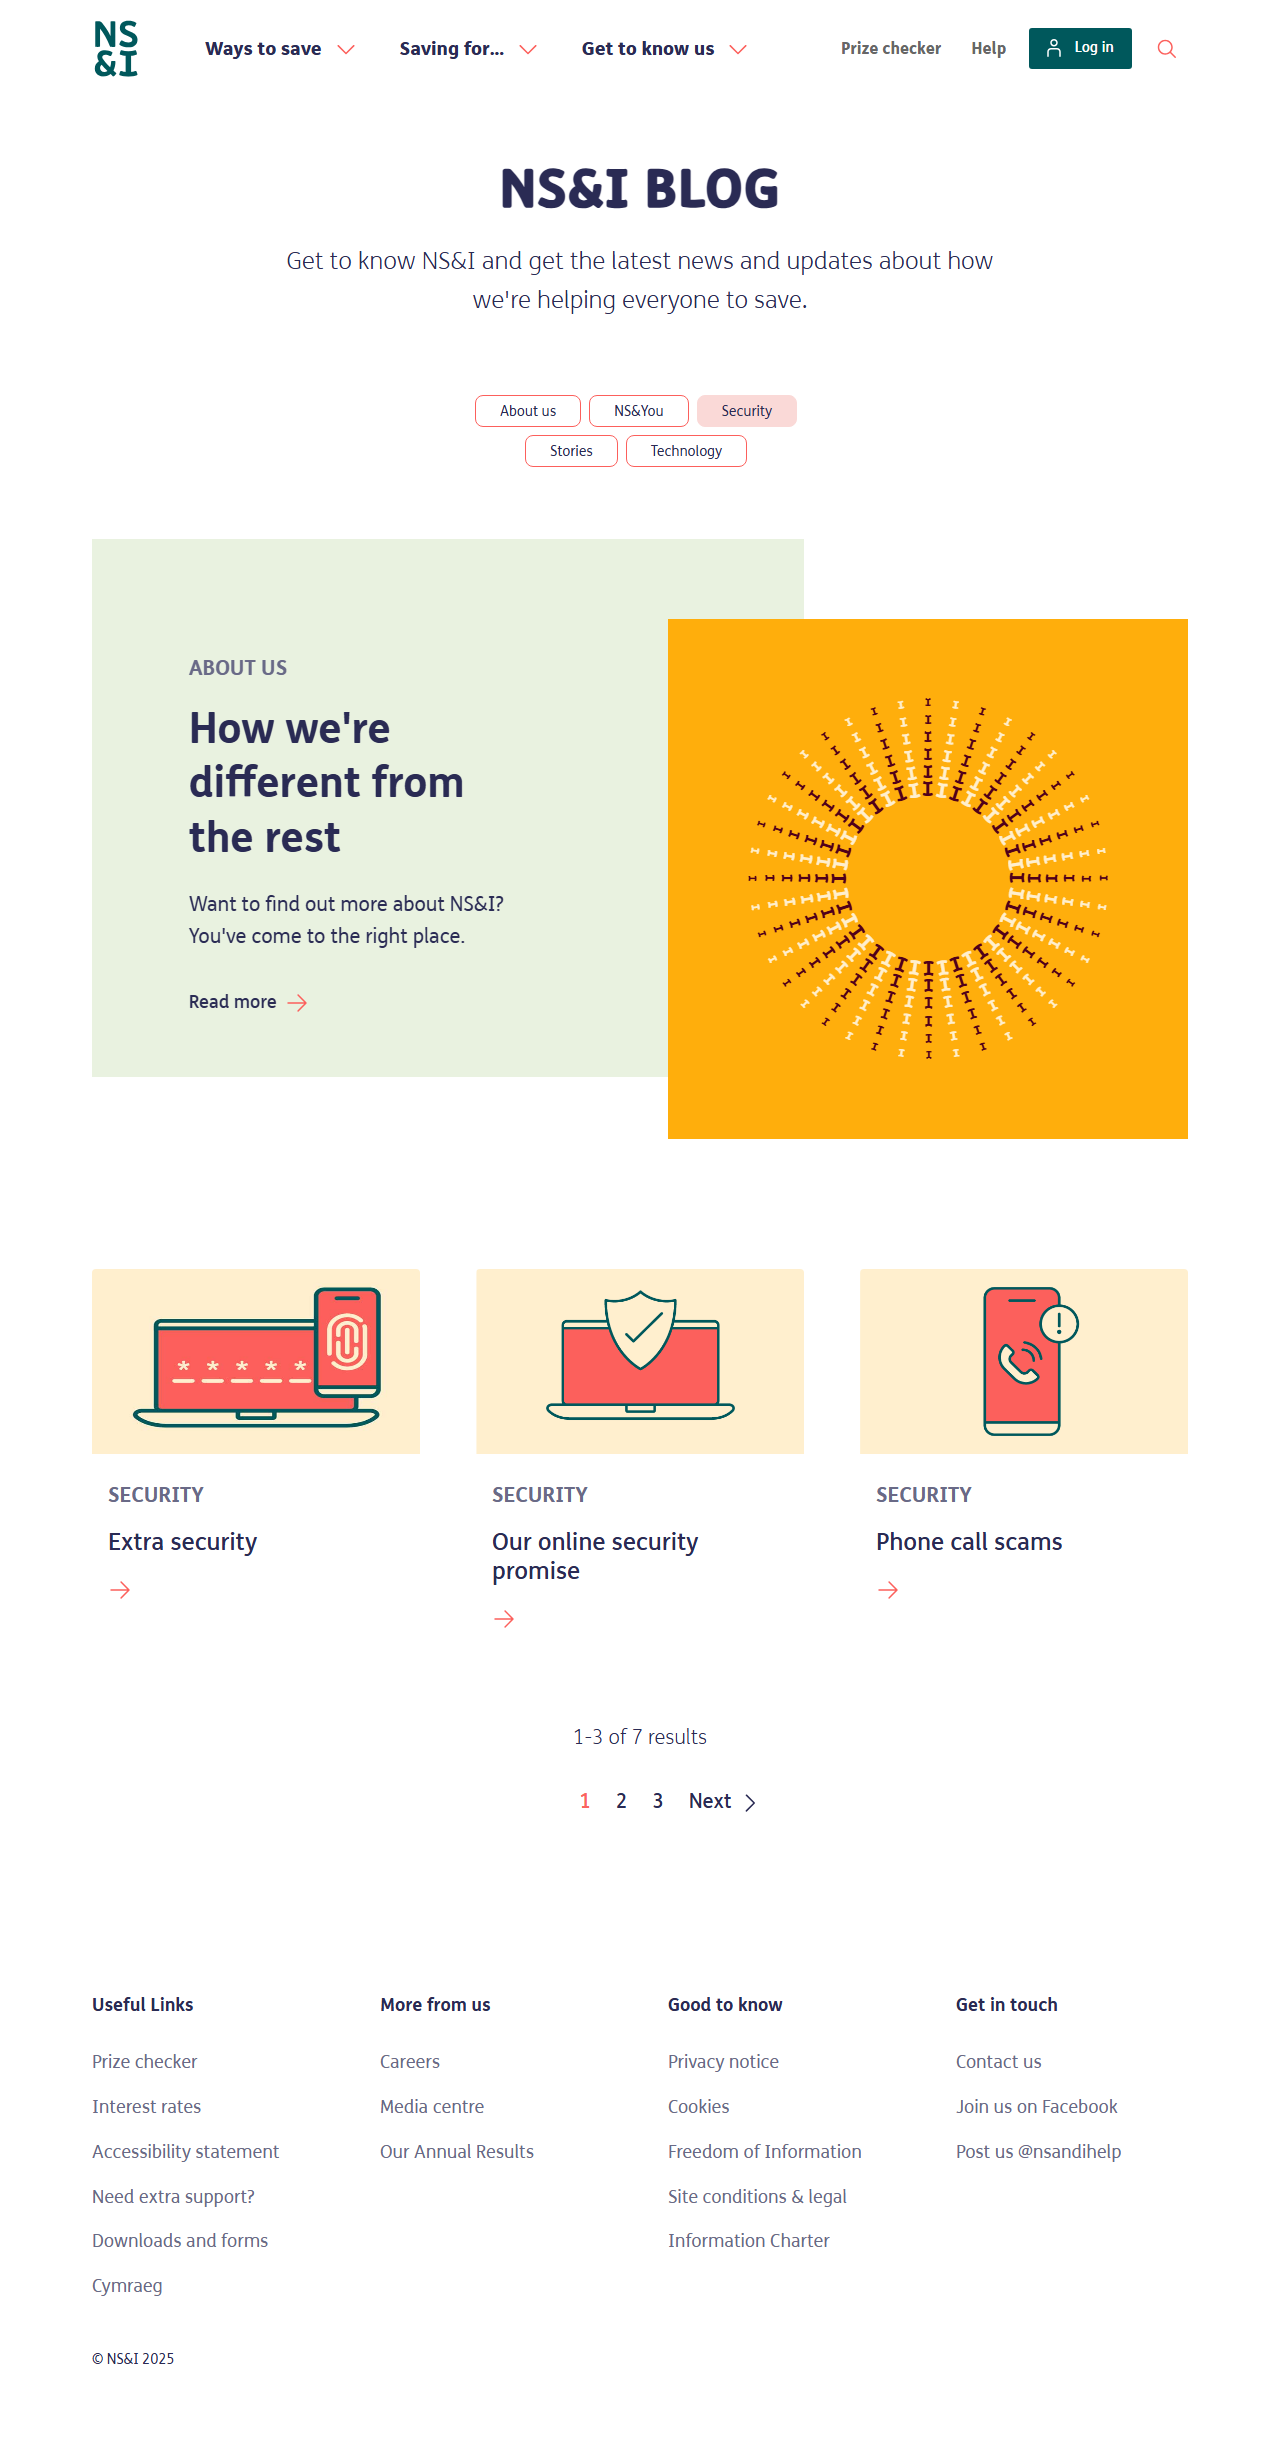 NS
&I
Ways to save
Saving for...
Get to know us
Prize checker
Help
Log in
NS&I BLOG
Get to know NS&I and get the latest news and updates about how
we're helping everyone to save.
About us
NS&You
Security
Stories
Technology
ABOUT US
How we're
different from
the rest
Want to find out more about NS&I?
You've come to the right place.
Read more
* * * * *
SECURITY
Extra security
SECURITY
Our online security
promise
SECURITY
Phone call scams
1-3 of 7 results
1 2 3 Next
Useful Links
Prize checker
Interest rates
Accessibility statement
Need extra support?
Downloads and forms
Cymraeg
More from us
Careers
Media centre
Our Annual Results
Good to know
Privacy notice
Cookies
Freedom of Information
Site conditions & legal
Information Charter
Get in touch
Contact us
Join us on Facebook
Post us @nsandihelp
© NS&I 2025